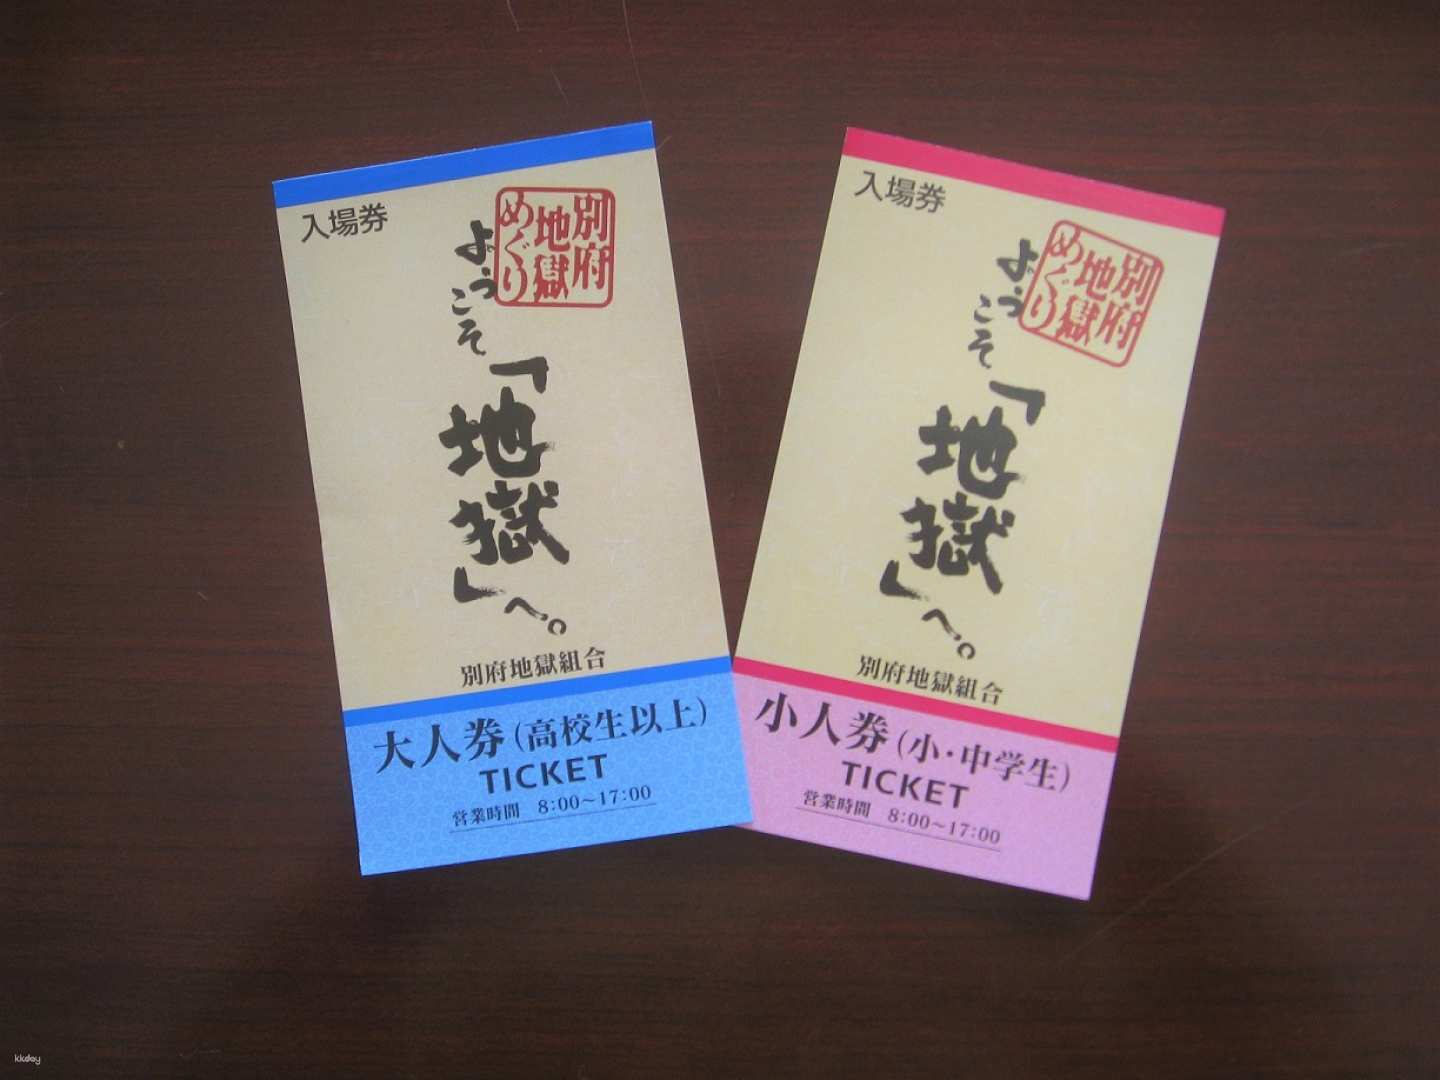 入場券
別府
地獄
めぐり
ようこそ
「地獄」へ。
別府地獄組合
大人券(高校生以上)
TICKET
営業時間 8:00~17:00
入場券
別府
地獄
めぐり
ようこそ
「地獄」へ。
別府地獄組合
小人券(小・中学生)
TICKET
営業時間 8:00~17:00
kkday